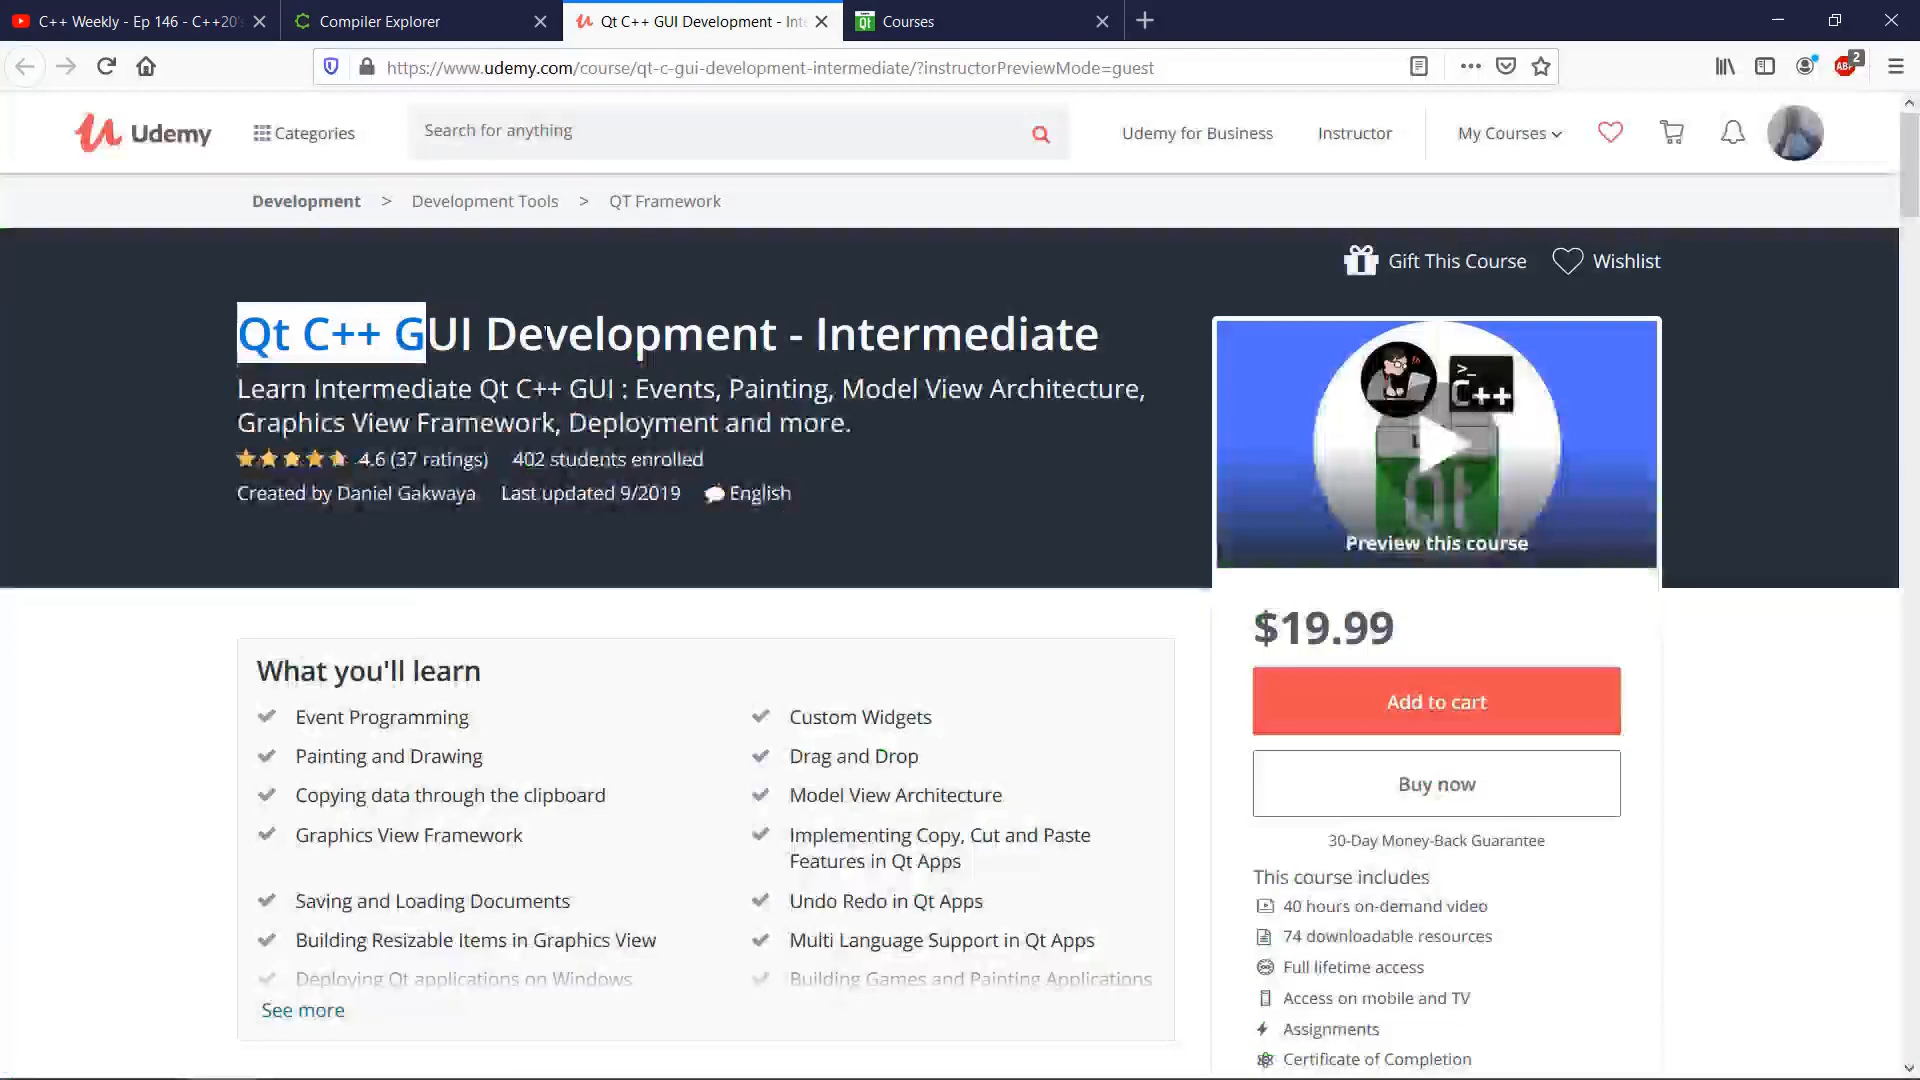 C++ Weekly - Ep 146 - C++20's
Compiler Explorer
Qt C++ GUI Development - Inte
Qt
Courses
https://www.udemy.com/course/qt-c-gui-development-intermediate/?instructorPreviewMode=guest
ABP
2
Udemy
Categories
Search for anything
Udemy for Business
Instructor
My Courses
Development > Development Tools > QT Framework
Gift This Course
Wishlist
Qt C++ GUI Development - Intermediate
Learn Intermediate Qt C++ GUI : Events, Painting, Model View Architecture,
Graphics View Framework, Deployment and more.
4.6 (37 ratings) 402 students enrolled
Created by Daniel Gakwaya Last updated 9/2019 English
>_
C++
Qt
Preview this course
$19.99
Add to cart
Buy now
30-Day Money-Back Guarantee
This course includes
40 hours on-demand video
74 downloadable resources
Full lifetime access
Access on mobile and TV
Assignments
Certificate of Completion
What you'll learn
Event Programming
Custom Widgets
Painting and Drawing
Drag and Drop
Copying data through the clipboard
Model View Architecture
Graphics View Framework
Implementing Copy, Cut and Paste
Features in Qt Apps
Saving and Loading Documents
Undo Redo in Qt Apps
Building Resizable Items in Graphics View
Multi Language Support in Qt Apps
Deploying Qt applications on Windows
Building Games and Painting Applications
See more